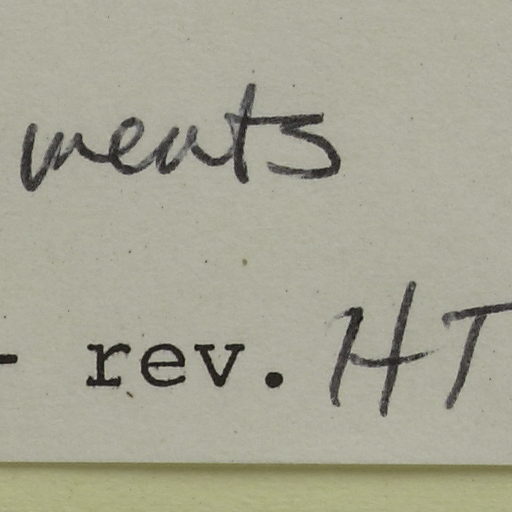 ments
- rev. HT